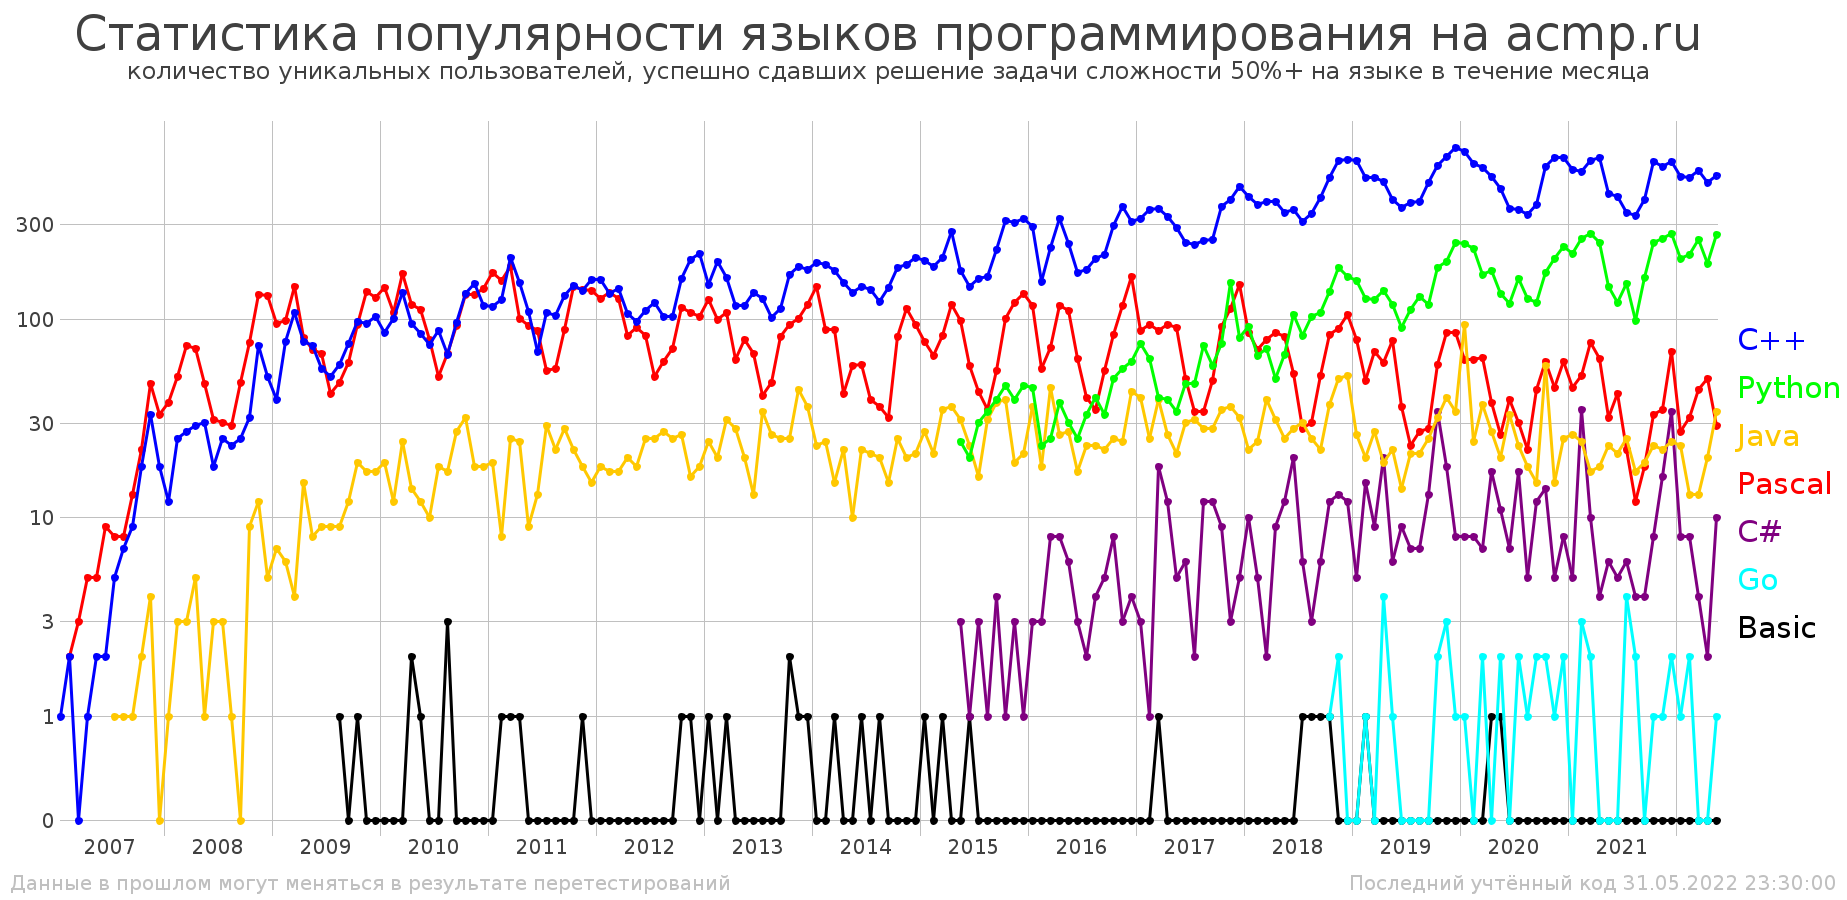 Статистика популярности языков программирования на acmp.ru
количество уникальных пользователей, успешно сдавших решение задачи сложности 50%+ на языке в течение месяца
300
100
30
10
3
1
0
C++
Python
Java
Pascal
C#
Go
Basic
2007 2008 2009 2010 2011 2012 2013 2014 2015 2016 2017 2018 2019 2020 2021
Данные в прошлом могут меняться в результате перетестирований
Последний учтённый код 31.05.2022 23:30:00